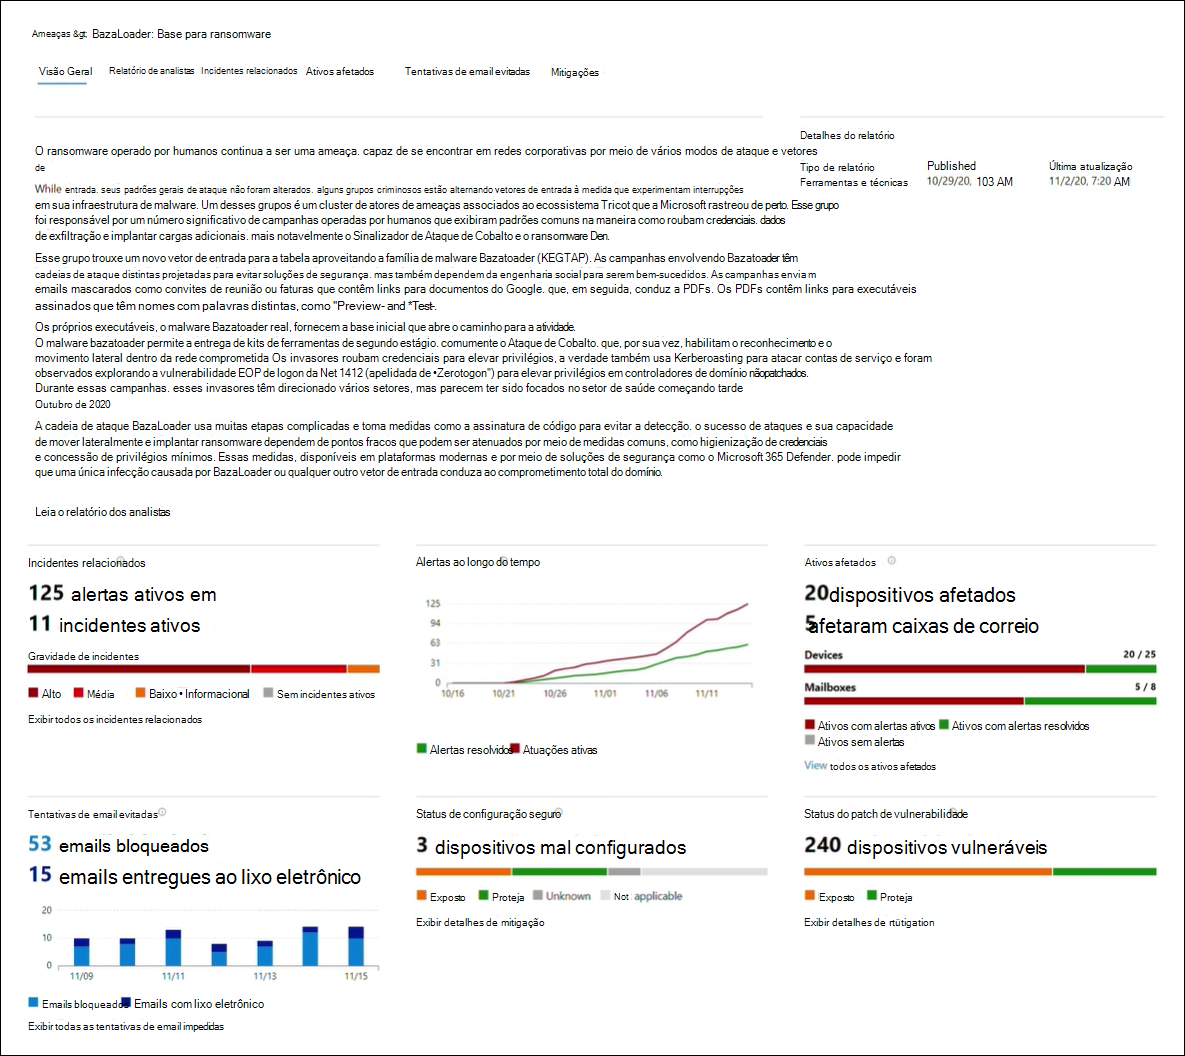 Ameaças &gt; BazaLoader: Base para ransomware
Visão Geral Relatório de analistas Incidentes relacionados Ativos afetados Tentativas de email evitadas Mitigações
O ransomware operado por humanos continua a ser uma ameaça. capaz de se encontrar em redes corporativas por meio de vários modos de ataque e vetores
de
While entrada. seus padrões gerais de ataque não foram alterados. alguns grupos criminosos estão alternando vetores de entrada à medida que experimentam interrupções
em sua infraestrutura de malware. Um desses grupos é um cluster de atores de ameaças associados ao ecossistema Tricot que a Microsoft rastreou de perto. Esse grupo
foi responsável por um número significativo de campanhas operadas por humanos que exibiram padrões comuns na maneira como roubam credenciais. dados
de exfiltração e implantar cargas adicionais. mais notavelmente o Sinalizador de Ataque de Cobalto e o ransomware Den.
Esse grupo trouxe um novo vetor de entrada para a tabela aproveitando a família de malware Bazatoader (KEGTAP). As campanhas envolvendo Bazatoader têm
cadeias de ataque distintas projetadas para evitar soluções de segurança. mas também dependem da engenharia social para serem bem-sucedidos. As campanhas enviam
emails mascarados como convites de reunião ou faturas que contêm links para documentos do Google. que, em seguida, conduz a PDFs. Os PDFs contêm links para executáveis
assinados que têm nomes com palavras distintas, como "Preview- and *Test-.
Os próprios executáveis, o malware Bazatoader real, fornecem a base inicial que abre o caminho para a atividade.
O malware bazatoader permite a entrega de kits de ferramentas de segundo estágio. comumente o Ataque de Cobalto. que, por sua vez, habilitam o reconhecimento e o
movimento lateral dentro da rede comprometida Os invasores roubam credenciais para elevar privilégios, a verdade também usa Kerberoasting para atacar contas de serviço e foram
observados explorando a vulnerabilidade EOP de logon da Net 1412 (apelidada de •Zerotogon") para elevar privilégios em controladores de domínio nãopatchados.
Durante essas campanhas. esses invasores têm direcionado vários setores, mas parecem ter sido focados no setor de saúde começando tarde
Outubro de 2020
A cadeia de ataque BazaLoader usa muitas etapas complicadas e toma medidas como a assinatura de código para evitar a detecção. o sucesso de ataques e sua capacidade
de mover lateralmente e implantar ransomware dependem de pontos fracos que podem ser atenuados por meio de medidas comuns, como higienização de credenciais
e concessão de privilégios mínimos. Essas medidas, disponíveis em plataformas modernas e por meio de soluções de segurança como o Microsoft 365 Defender. pode impedir
que uma única infecção causada por BazaLoader ou qualquer outro vetor de entrada conduza ao comprometimento total do domínio.
Leia o relatório dos analistas
Detalhes do relatório
Tipo de relatório Published Última atualização
Ferramentas e técnicas 10/29/20, 103 AM 11/2/20, 7:20 AM
Incidentes relacionados
125 alertas ativos em
11 incidentes ativos
Gravidade de incidentes
Alto Média Baixo • Informacional Sem incidentes ativos
Exibir todos os incidentes relacionados
Alertas ao longo do tempo
125
94
63
31
0
10/16 10/21 10/26 11/01 11/06 11/11
Alertas resolvidos Atuações ativas
Ativos afetados
20dispositivos afetados
5afetaram caixas de correio
Devices 20 / 25
Mailboxes 5 / 8
Ativos com alertas ativos Ativos com alertas resolvidos
Ativos sem alertas
View todos os ativos afetados
Tentativas de email evitadas
53 emails bloqueados
15 emails entregues ao lixo eletrônico
20
10
0
11/09 11/11 11/13 11/15
Emails bloqueados Emails com lixo eletrônico
Exibir todas as tentativas de email impedidas
Status de configuração seguro
3 dispositivos mal configurados
Exposto Proteja Unknown Not applicable
Exibir detalhes de mitigação
Status do patch de vulnerabilidade
240 dispositivos vulneráveis
Exposto Proteja
Exibir detalhes de rtütigation